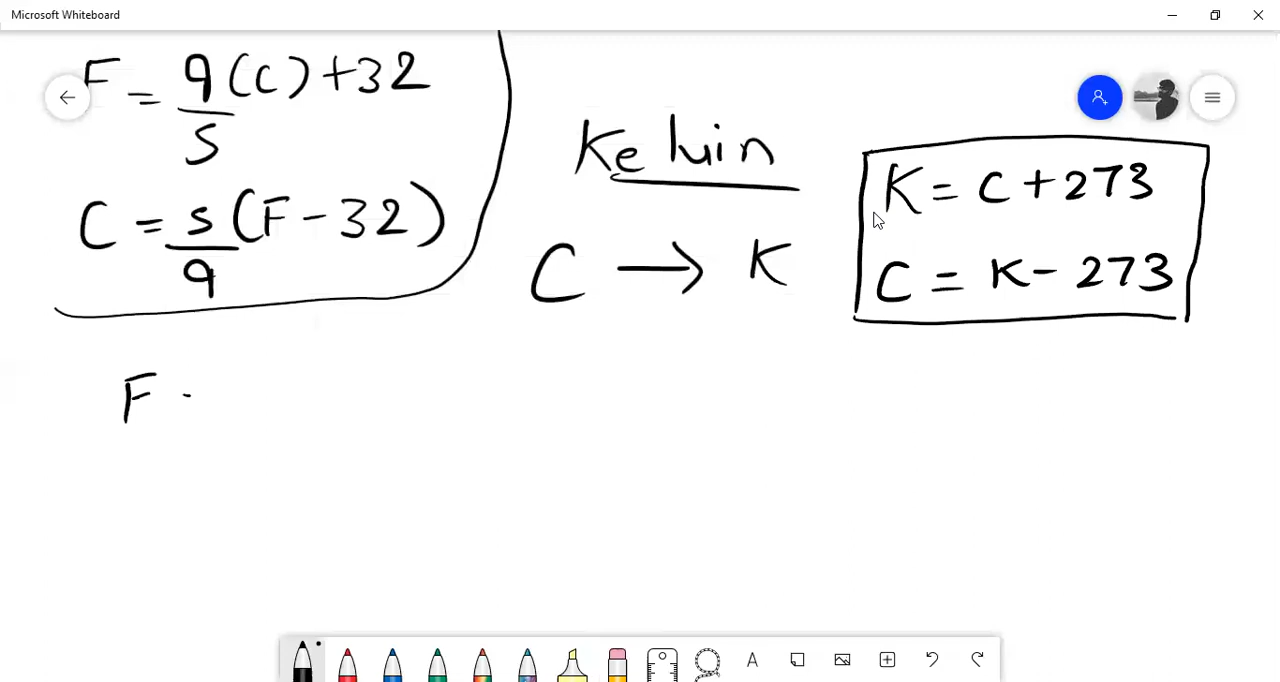 Microsoft Whiteboard
F = 9/5 (C) + 32
C = 5/9 (F - 32)
Kelvin
C → K
K = C + 273
C = K - 273
F -
A